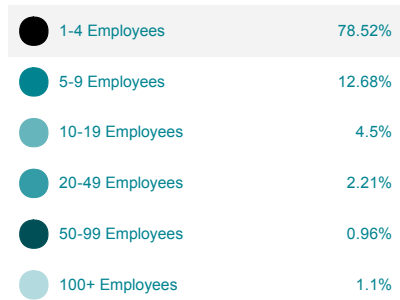 1-4 Employees 78.52%
5-9 Employees 12.68%
10-19 Employees 4.5%
20-49 Employees 2.21%
50-99 Employees 0.96%
100+ Employees 1.1%